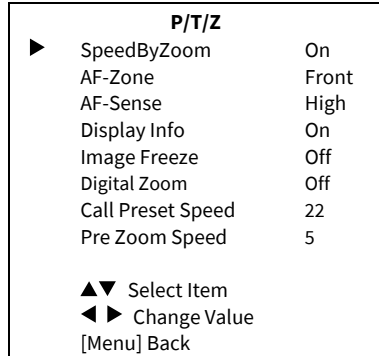 P/T/Z
▶ SpeedByZoom On
AF-Zone Front
AF-Sense High
Display Info On
Image Freeze Off
Digital Zoom Off
Call Preset Speed 22
Pre Zoom Speed 5
▲▼ Select Item
◀ ▶ Change Value
[Menu] Back